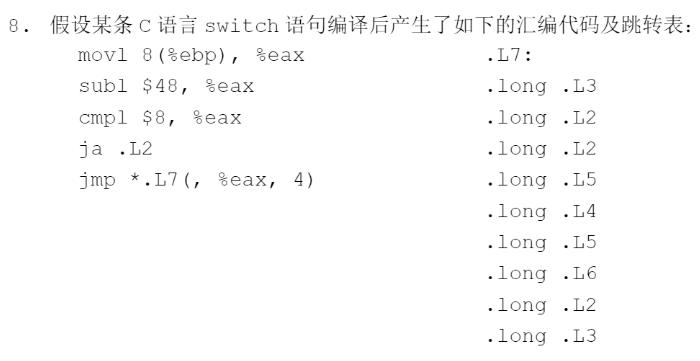 8. 假设某条 C 语言 switch 语句编译后产生了如下的汇编代码及跳转表:
movl 8(%ebp), %eax
subl $48, %eax
cmpl $8, %eax
ja .L2
jmp *.L7(, %eax, 4)
.L7:
.long .L3
.long .L2
.long .L2
.long .L5
.long .L4
.long .L5
.long .L6
.long .L2
.long .L3